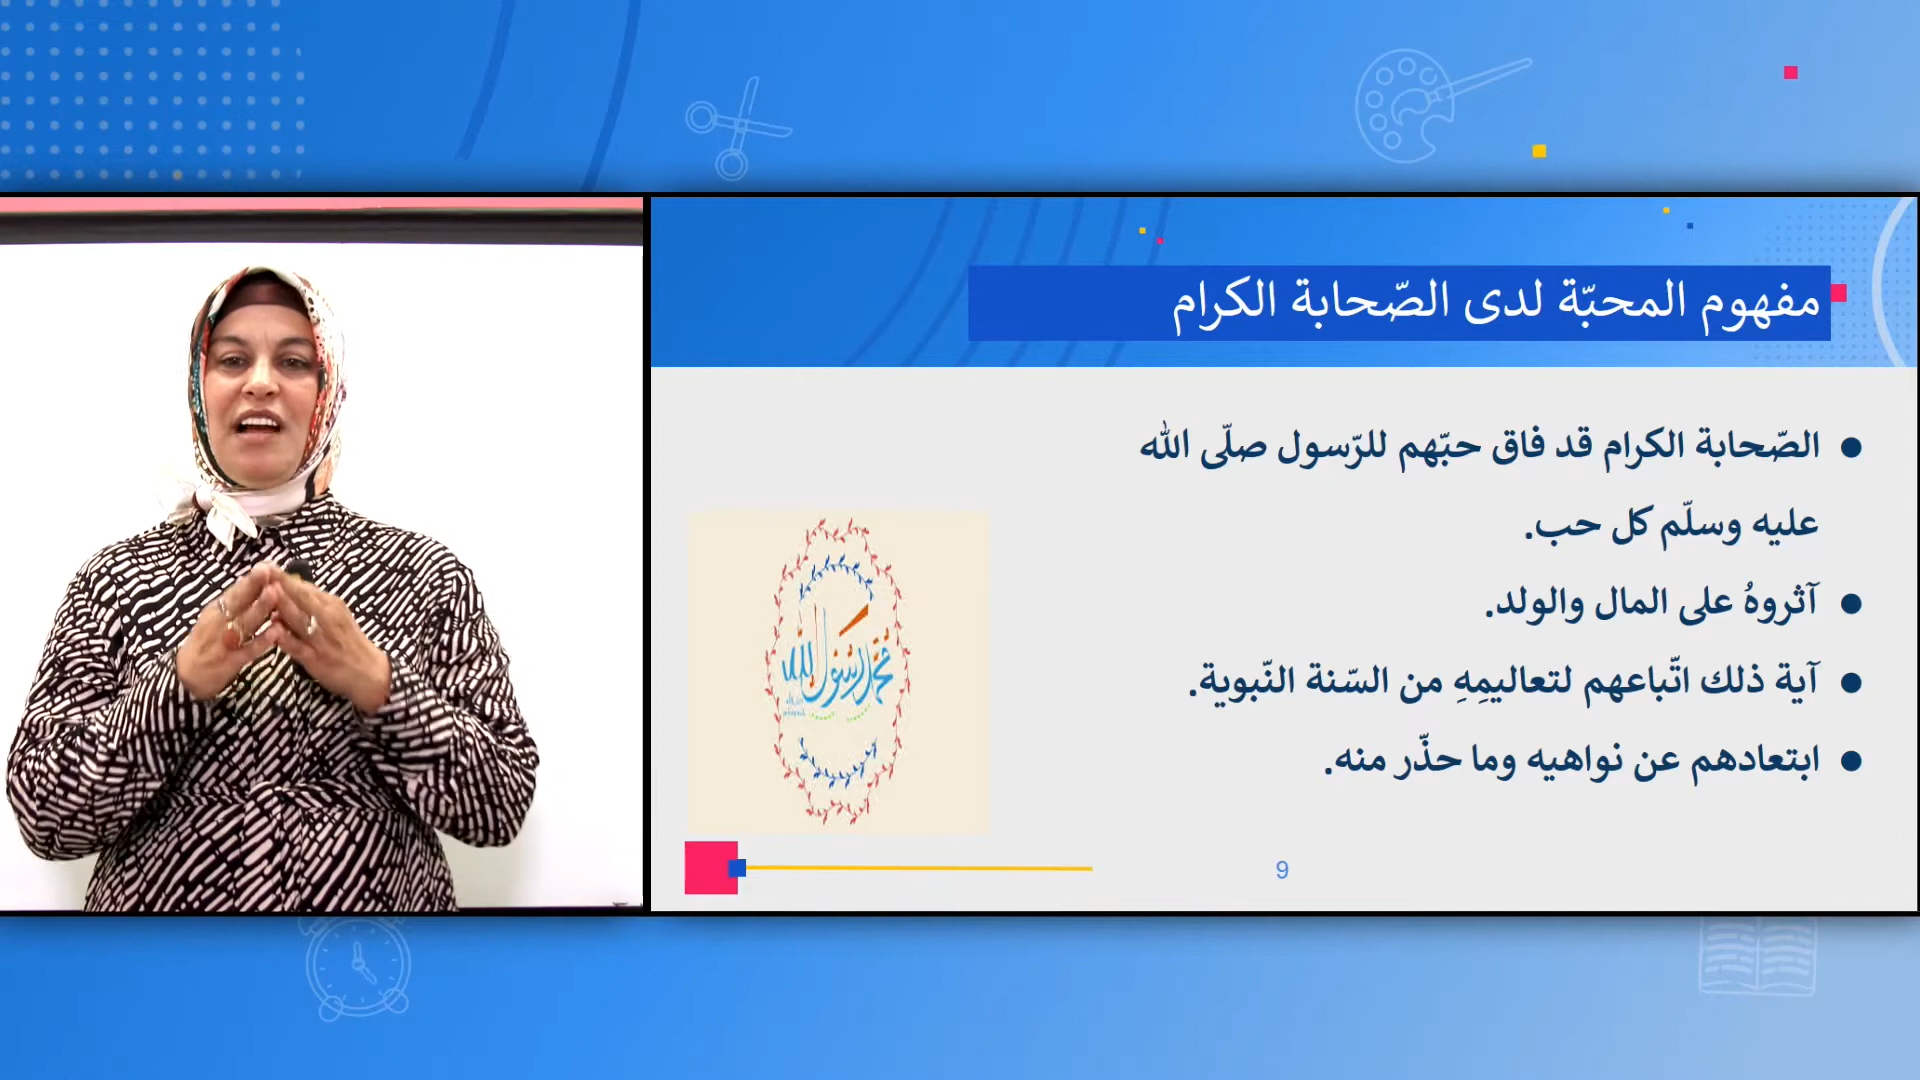 مفهوم المحبّة لدى الصّحابة الكرام
● الصّحابة الكرام قد فاق حبّهم للرّسول صلّى الله
عليه وسلّم كل حب.
● آثروهُ على المال والولد.
● آية ذلك اتّباعهم لتعاليمِهِ من السّنة النّبوية.
● ابتعادهم عن نواهيه وما حذّر منه.
محمد رسول الله
9